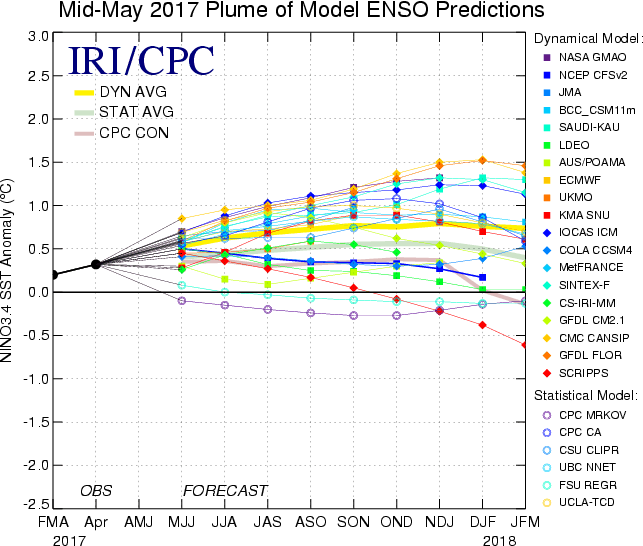 Mid-May 2017 Plume of Model ENSO Predictions
IRI/CPC
DYN AVG
STAT AVG
CPC CON
NINO3.4 SST Anomaly (ºC)
3.0
2.5
2.0
1.5
1.0
0.5
0.0
-0.5
-1.0
-1.5
-2.0
-2.5
OBS FORECAST
FMA Apr AMJ MJJ JJA JAS ASO SON OND NDJ DJF JFM
2017 2018
Dynamical Model:
NASA GMAO
NCEP CFSv2
JMA
BCC_CSM11m
SAUDI-KAU
LDEO
AUS/POAMA
ECMWF
UKMO
KMA SNU
IOCAS ICM
COLA CCSM4
MetFRANCE
SINTEX-F
CS-IRI-MM
GFDL CM2.1
CMC CANSIP
GFDL FLOR
SCRIPPS
Statistical Model:
CPC MRKOV
CPC CA
CSU CLIPR
UBC NNET
FSU REGR
UCLA-TCD